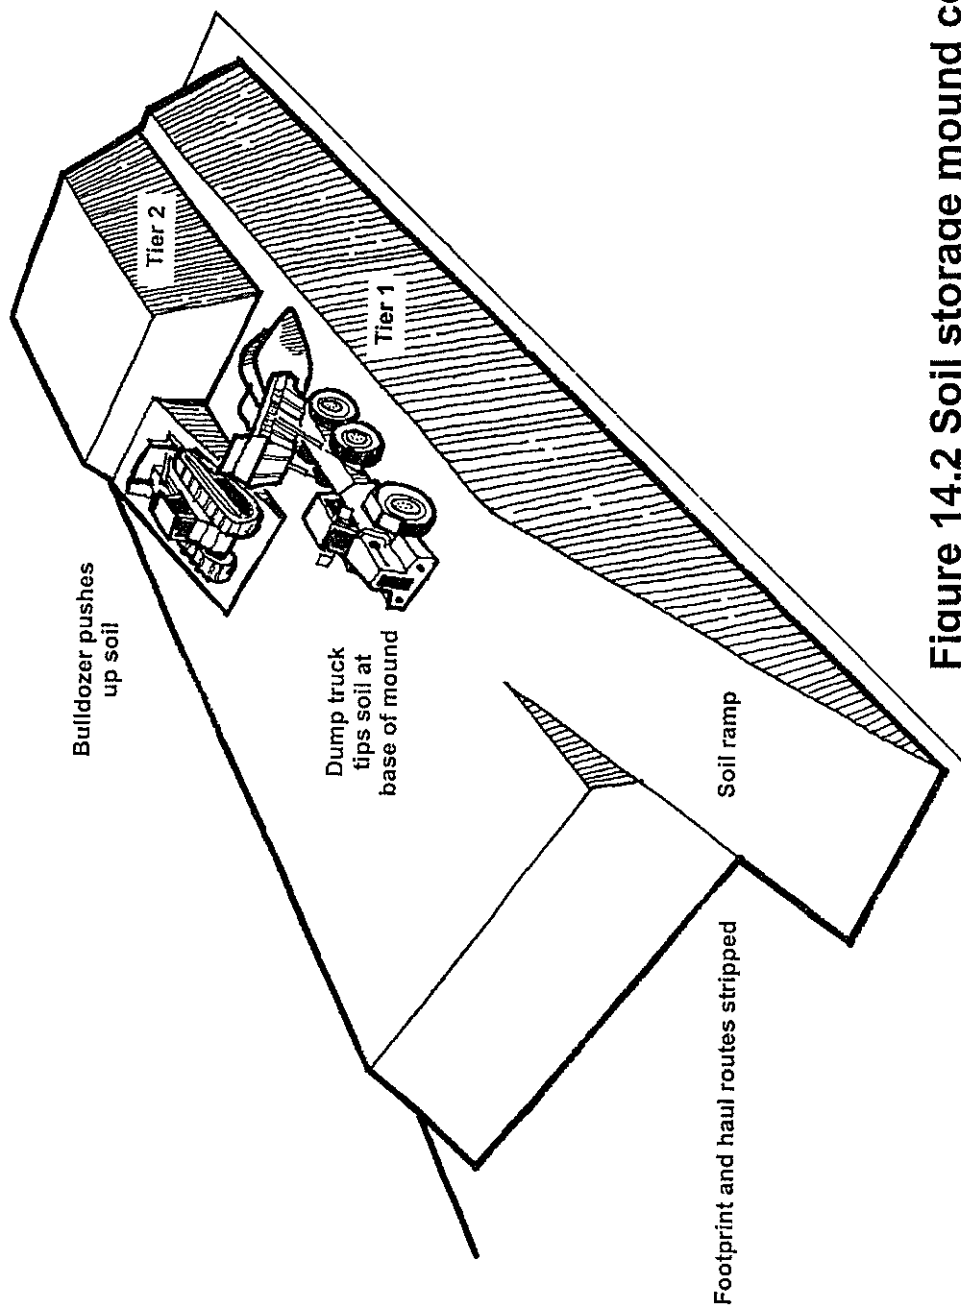 Bulldozer pushes
up soil
Tier 2
Dump truck
tips soil at
base of mound
Tier 1
Soil ramp
Footprint and haul routes stripped
Figure 14.2 Soil storage mound